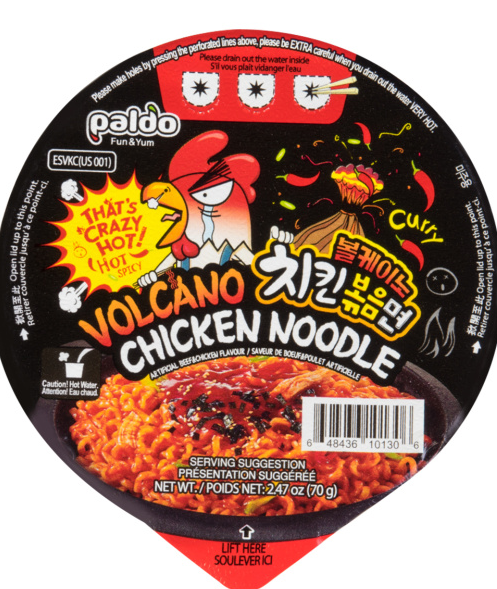 Please make holes by pressing the perforated lines above, please be EXTRA careful when you drain out the water VERY HOT.
Please drain out the water inside
S'il vous plait vidanger l'eau
paldo
Fun & Yum
ESVKC(US 001)
THAT'S
CRAZY
HOT!
HOT
SPICY
Curry
볼케이노
치킨볶음면
VOLCANO
CHICKEN NOODLE
ARTIFICIAL BEEF&CHICKEN FLAVOUR / SAVEUR DE BOEUF&POULET ARTIFICIELLE
Open lid up to this point.
Retirer couvercle jusqu'à ce point-ci.
Open lid up to this point.
Retirer couvercle jusqu'à ce point-ci.
Caution! Hot Water.
Attention! Eau chaud.
6 48436 10130 6
SERVING SUGGESTION
PRÉSENTATION SUGGÉRÉE
NET WT. / POIDS NET: 2.47 oz (70 g)
LIFT HERE
SOULEVER ICI